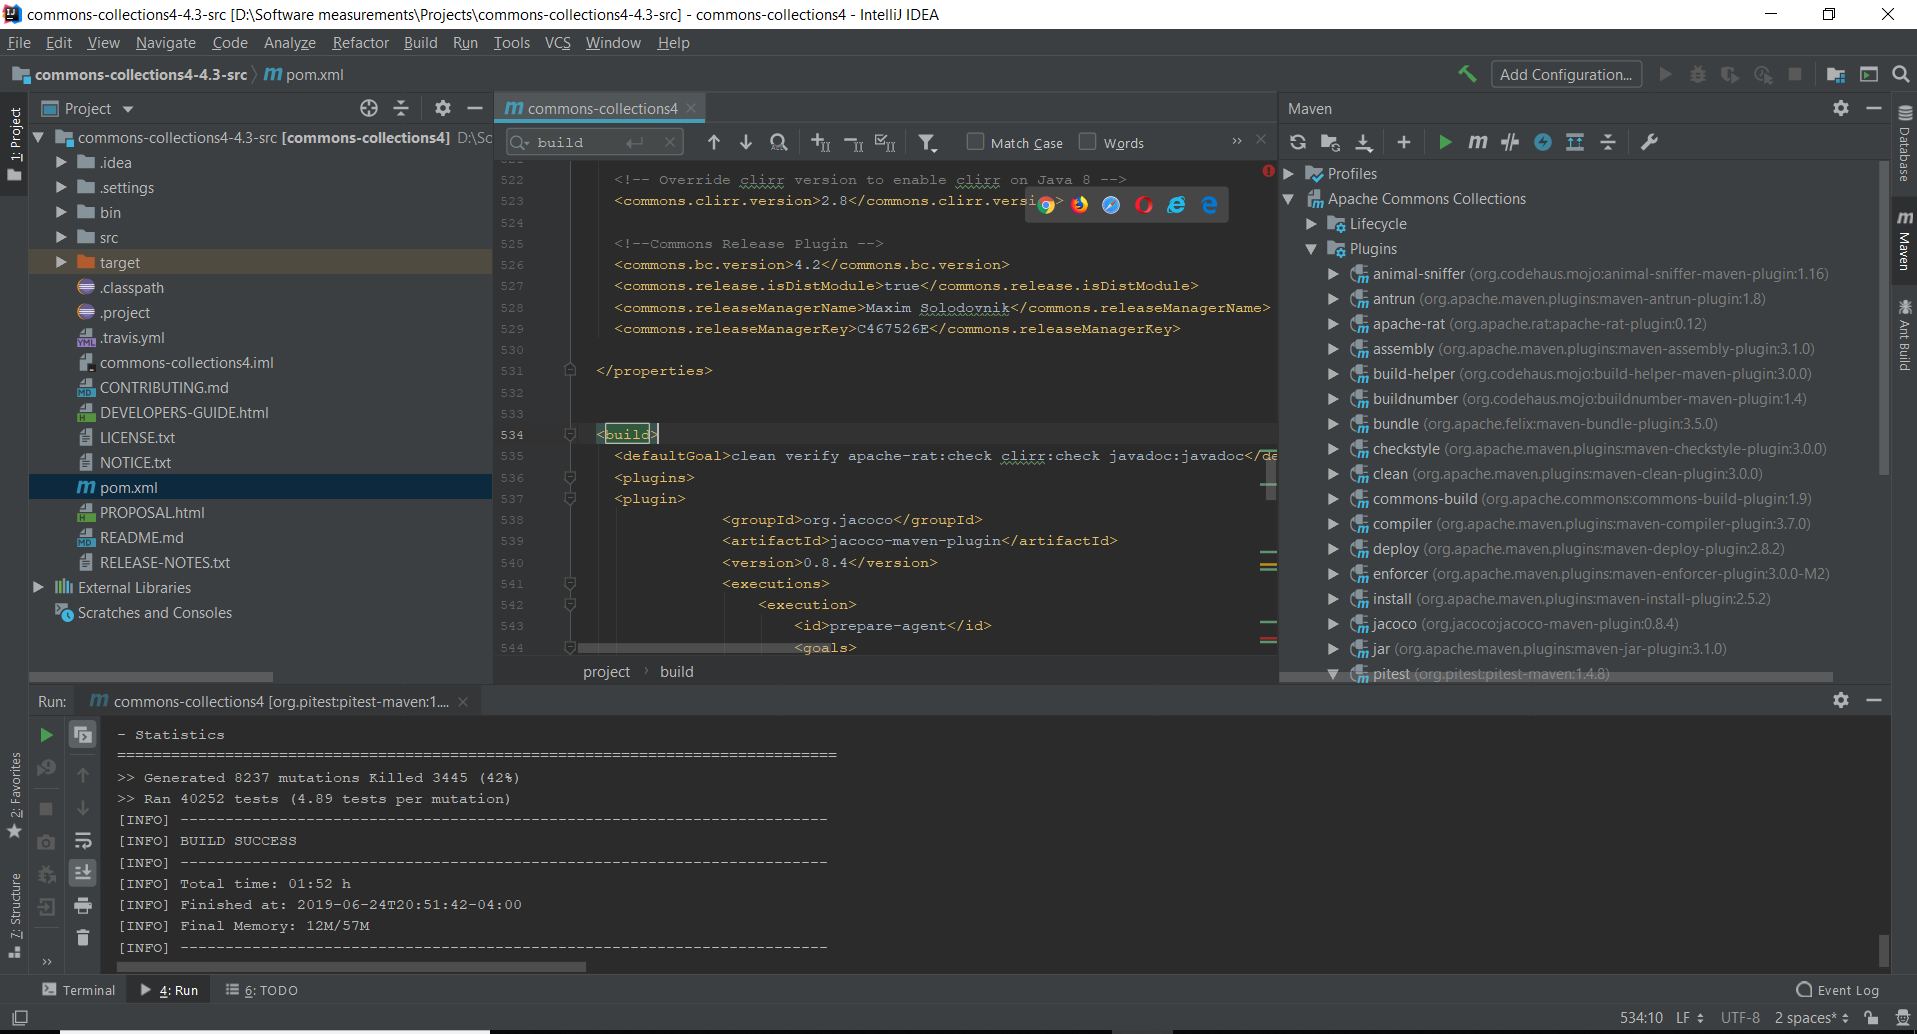 commons-collections4-4.3-src [D:\Software measurements\Projects\commons-collections4-4.3-src] - commons-collections4 - IntelliJ IDEA
File Edit View Navigate Code Analyze Refactor Build Run Tools VCS Window Help
commons-collections4-4.3-src pom.xml
Add Configuration...
1: Project
Project
commons-collections4-4.3-src [commons-collections4] D:\Sc
.idea
.settings
bin
src
target
.classpath
.project
.travis.yml
commons-collections4.iml
CONTRIBUTING.md
DEVELOPERS-GUIDE.html
LICENSE.txt
NOTICE.txt
pom.xml
PROPOSAL.html
README.md
RELEASE-NOTES.txt
External Libraries
Scratches and Consoles
commons-collections4
build
Match Case
Words
522 <!-- Override clirr version to enable clirr on Java 8 -->
523 <commons.clirr.version>2.8</commons.clirr.versi >
524
525 <!--Commons Release Plugin -->
526 <commons.bc.version>4.2</commons.bc.version>
527 <commons.release.isDistModule>true</commons.release.isDistModule>
528 <commons.releaseManagerName>Maxim Solodovnik</commons.releaseManagerName>
529 <commons.releaseManagerKey>C467526E</commons.releaseManagerKey>
530
531 </properties>
532
533
534 <build>
535 <defaultGoal>clean verify apache-rat:check clirr:check javadoc:javadoc</de
536 <plugins>
537 <plugin>
538 <groupId>org.jacoco</groupId>
539 <artifactId>jacoco-maven-plugin</artifactId>
540 <version>0.8.4</version>
541 <executions>
542 <execution>
543 <id>prepare-agent</id>
544 <goals>
project › build
Maven
Profiles
Apache Commons Collections
Lifecycle
Plugins
animal-sniffer (org.codehaus.mojo:animal-sniffer-maven-plugin:1.16)
antrun (org.apache.maven.plugins:maven-antrun-plugin:1.8)
apache-rat (org.apache.rat:apache-rat-plugin:0.12)
assembly (org.apache.maven.plugins:maven-assembly-plugin:3.1.0)
build-helper (org.codehaus.mojo:build-helper-maven-plugin:3.0.0)
buildnumber (org.codehaus.mojo:buildnumber-maven-plugin:1.4)
bundle (org.apache.felix:maven-bundle-plugin:3.5.0)
checkstyle (org.apache.maven.plugins:maven-checkstyle-plugin:3.0.0)
clean (org.apache.maven.plugins:maven-clean-plugin:3.0.0)
commons-build (org.apache.commons:commons-build-plugin:1.9)
compiler (org.apache.maven.plugins:maven-compiler-plugin:3.7.0)
deploy (org.apache.maven.plugins:maven-deploy-plugin:2.8.2)
enforcer (org.apache.maven.plugins:maven-enforcer-plugin:3.0.0-M2)
install (org.apache.maven.plugins:maven-install-plugin:2.5.2)
jacoco (org.jacoco:jacoco-maven-plugin:0.8.4)
jar (org.apache.maven.plugins:maven-jar-plugin:3.1.0)
pitest (org.pitest:pitest-maven:1.4.8)
Database
Maven
Ant Build
Run: commons-collections4 [org.pitest:pitest-maven:1....
- Statistics
================================================================================
>> Generated 8237 mutations Killed 3445 (42%)
>> Ran 40252 tests (4.89 tests per mutation)
[INFO] ------------------------------------------------------------------------
[INFO] BUILD SUCCESS
[INFO] ------------------------------------------------------------------------
[INFO] Total time: 01:52 h
[INFO] Finished at: 2019-06-24T20:51:42-04:00
[INFO] Final Memory: 12M/57M
[INFO] ------------------------------------------------------------------------
2: Favorites
7: Structure
Terminal 4: Run 6: TODO Event Log
534:10 LF UTF-8 2 spaces*